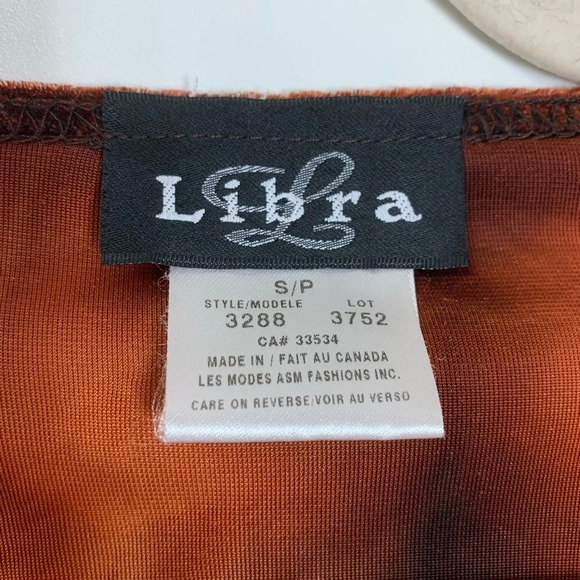 Libra
L
S/P
STYLE/MODELE LOT
3288 3752
CA# 33534
MADE IN / FAIT AU CANADA
LES MODES ASM FASHIONS INC.
CARE ON REVERSE/VOIR AU VERSO